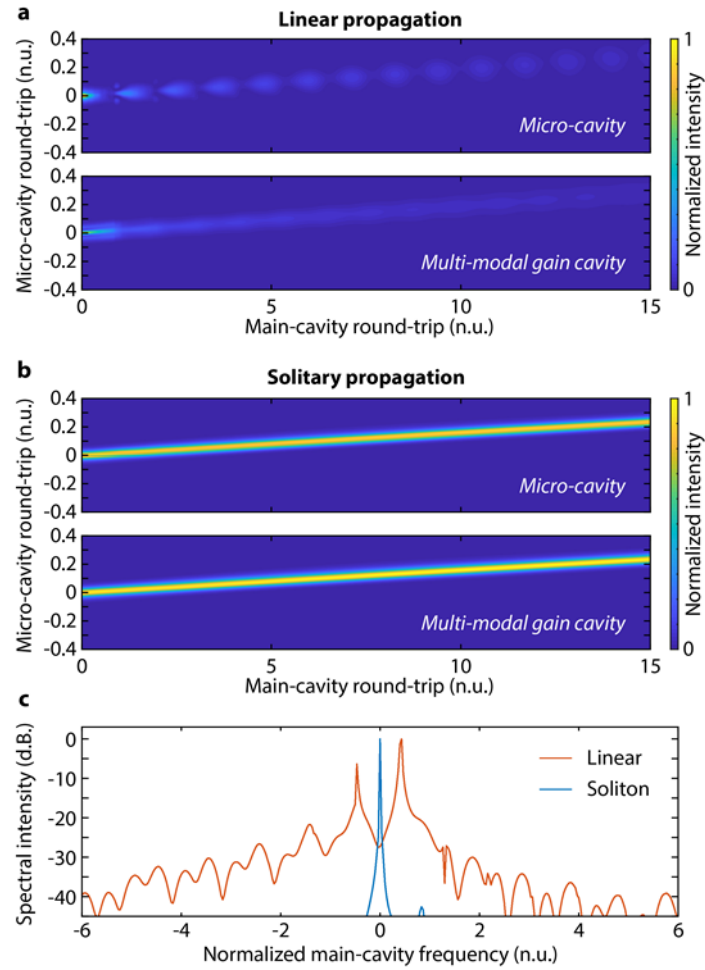 a
Linear propagation
Micro-cavity round-trip (n.u.)
0.4
0.2
0
-0.2
-0.4
Micro-cavity
0.4
0.2
0
-0.2
-0.4
Multi-modal gain cavity
0 5 10 15
Main-cavity round-trip (n.u.)
1
0
Normalized intensity
b
Solitary propagation
Micro-cavity round-trip (n.u.)
0.4
0.2
0
-0.2
-0.4
Micro-cavity
0.4
0.2
0
-0.2
-0.4
Multi-modal gain cavity
0 5 10 15
Main-cavity round-trip (n.u.)
1
0
Normalized intensity
c
Spectral intensity (d.B.)
0
-10
-20
-30
-40
Linear
Soliton
-6 -4 -2 0 2 4 6
Normalized main-cavity frequency (n.u.)